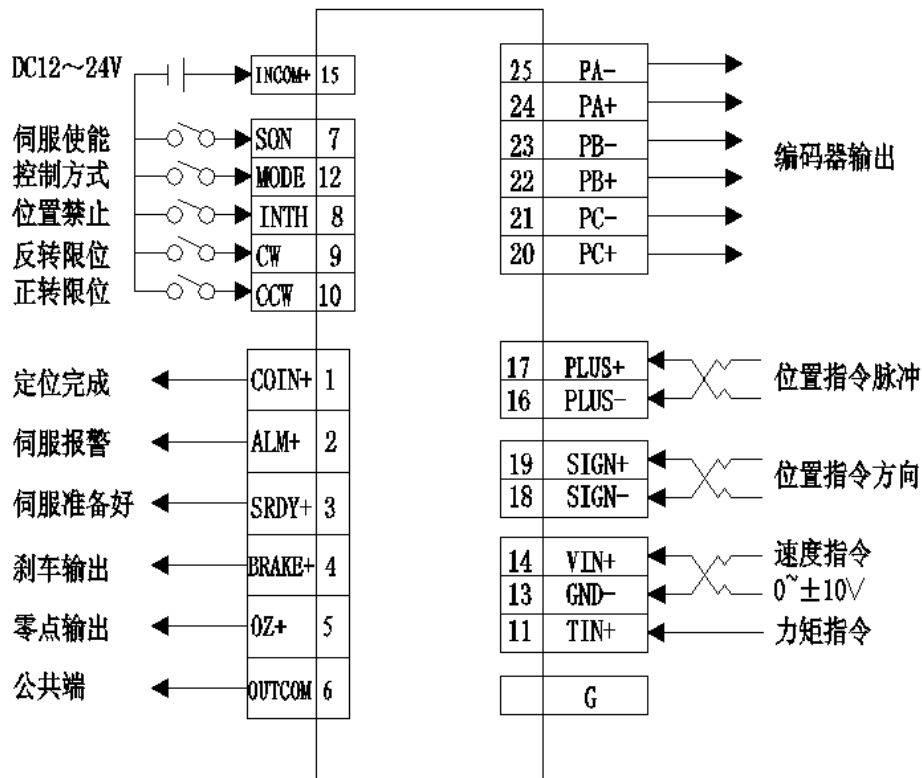 DC12～24V INCOM+ 15
伺服使能 SON 7
控制方式 MODE 12
位置禁止 INTH 8
反转限位 CW 9
正转限位 CCW 10
定位完成 COIN+ 1
伺服报警 ALM+ 2
伺服准备好 SRDY+ 3
刹车输出 BRAKE+ 4
零点输出 OZ+ 5
公共端 OUTCOM 6
25 PA-
24 PA+
23 PB-
22 PB+
21 PC-
20 PC+
编码器输出
17 PLUS+
16 PLUS-
位置指令脉冲
19 SIGN+
18 SIGN-
位置指令方向
14 VIN+ 速度指令
13 GND- 0~±10V
11 TIN+ 力矩指令
G